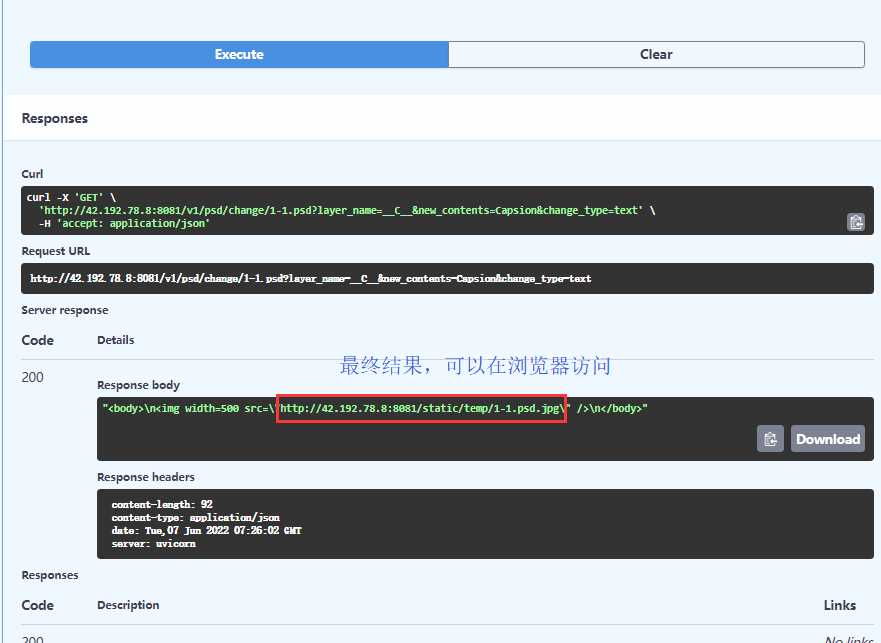 Execute
Clear
Responses
Curl
curl -X 'GET' \
'http://42.192.78.8:8081/v1/psd/change/1-1.psd?layer_name=__C__&new_contents=Capsion&change_type=text' \
-H 'accept: application/json'
Request URL
http://42.192.78.8:8081/v1/psd/change/1-1.psd?layer_name=__C__&new_contents=Capsion&change_type=text
Server response
Code Details
最终结果，可以在浏览器访问
200
Response body
"<body>\n<img width=500 src=\"http://42.192.78.8:8081/static/temp/1-1.psd.jpg\" />\n</body>"
Download
Response headers
content-length: 92
content-type: application/json
date: Tue,07 Jun 2022 07:26:02 GMT
server: uvicorn
Responses
Code Description Links
200 No links